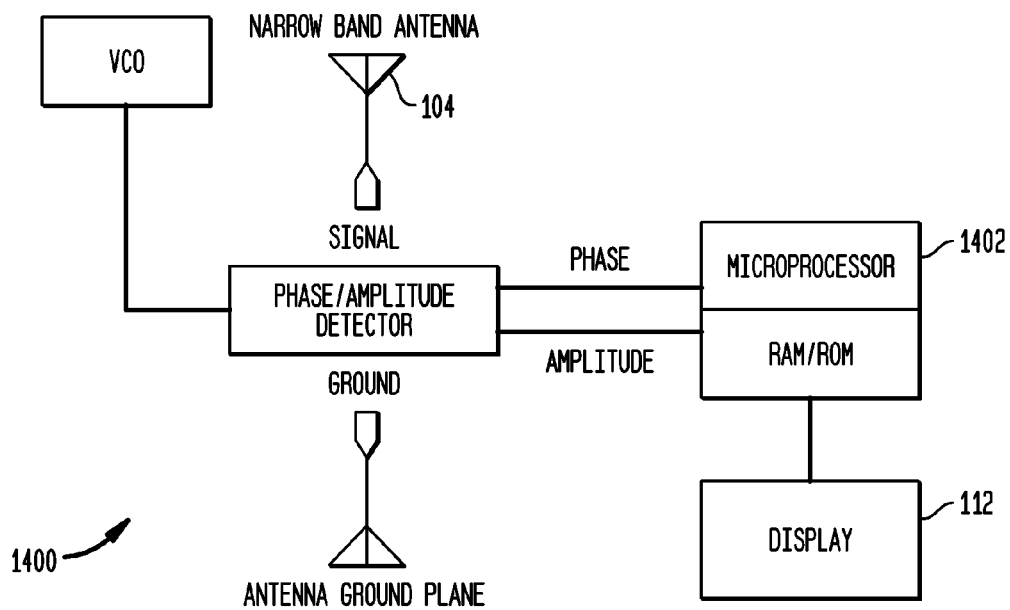 NARROW BAND ANTENNA
VCO
104
SIGNAL
PHASE/AMPLITUDE
DETECTOR
PHASE
AMPLITUDE
MICROPROCESSOR
1402
RAM/ROM
GROUND
112
DISPLAY
1400
ANTENNA GROUND PLANE